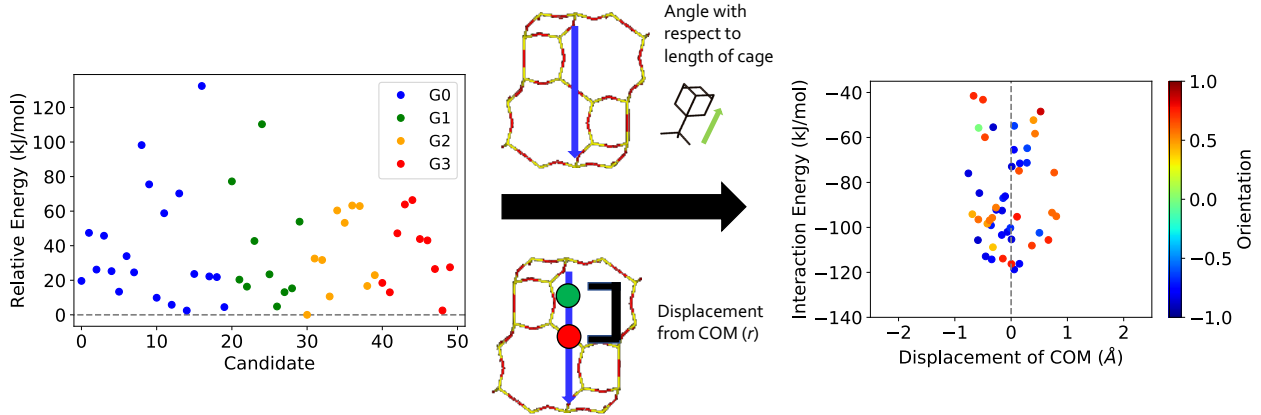 Relative Energy (kJ/mol)
120
100
80
60
40
20
0
0
10
20
30
40
50
Candidate
G0
G1
G2
G3
Angle with
respect to
length of cage
Displacement
from COM (r)
Interaction Energy (kJ/mol)
−40
−60
−80
−100
−120
−140
−2
−1
0
1
2
Displacement of COM (Å)
1.0
0.5
0.0
−0.5
−1.0
Orientation